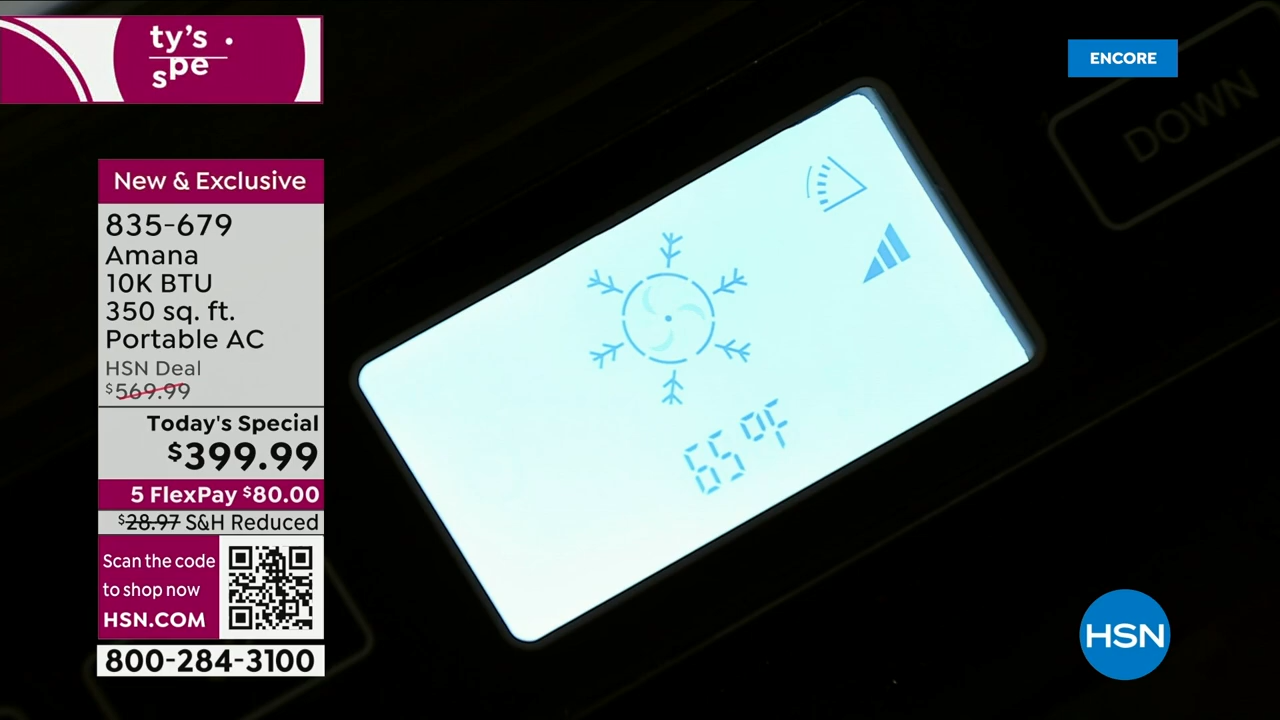 ty's
spe
ENCORE
DOWN
New & Exclusive
835-679
Amana
10K BTU
350 sq. ft.
Portable AC
HSN Deal
$569.99
Today's Special
$399.99
5 FlexPay $80.00
$28.97 S&H Reduced
Scan the code
to shop now
HSN.COM
800-284-3100
65°F
HSN